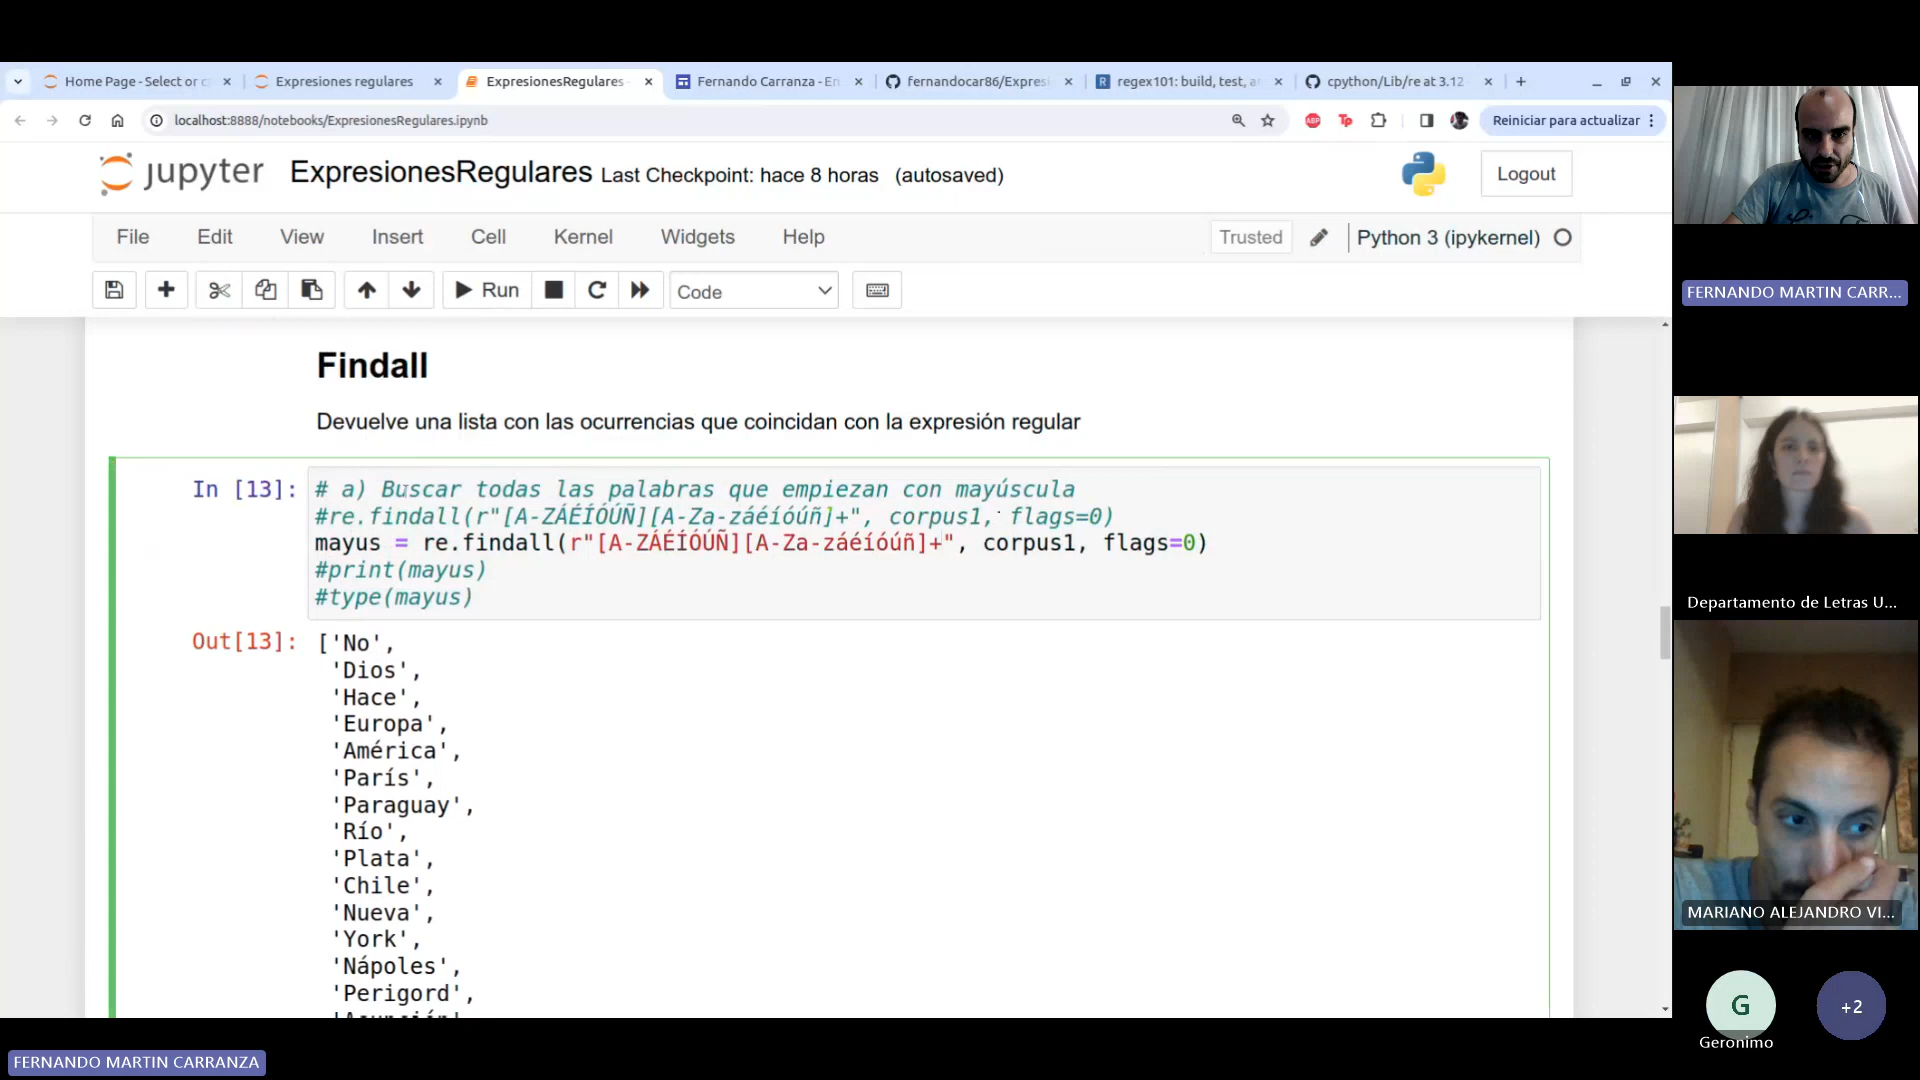 Home Page - Select or c
Expresiones regulares
ExpresionesRegulares -
Fernando Carranza - En
fernandocar86/Expresi
regex101: build, test, a
cpython/Lib/re at 3.12
localhost:8888/notebooks/ExpresionesRegulares.ipynb
ABP
Tp
Reiniciar para actualizar
jupyter
ExpresionesRegulares Last Checkpoint: hace 8 horas (autosaved)
Logout
File Edit View Insert Cell Kernel Widgets Help
Trusted
Python 3 (ipykernel)
Run
Code
Findall
Devuelve una lista con las ocurrencias que coincidan con la expresión regular
In [13]:
# a) Buscar todas las palabras que empiezan con mayúscula
#re.findall(r"[A-ZÁÉÍÓÚÑ][A-Za-záéíóúñ]+", corpus1, flags=0)
mayus = re.findall(r"[A-ZÁÉÍÓÚÑ][A-Za-záéíóúñ]+", corpus1, flags=0)
#print(mayus)
#type(mayus)
Out[13]:
['No',
'Dios',
'Hace',
'Europa',
'América',
'París',
'Paraguay',
'Río',
'Plata',
'Chile',
'Nueva',
'York',
'Nápoles',
'Perigord',
FERNANDO MARTIN CARR...
Departamento de Letras U...
MARIANO ALEJANDRO VI...
G
Geronimo
+2
FERNANDO MARTIN CARRANZA